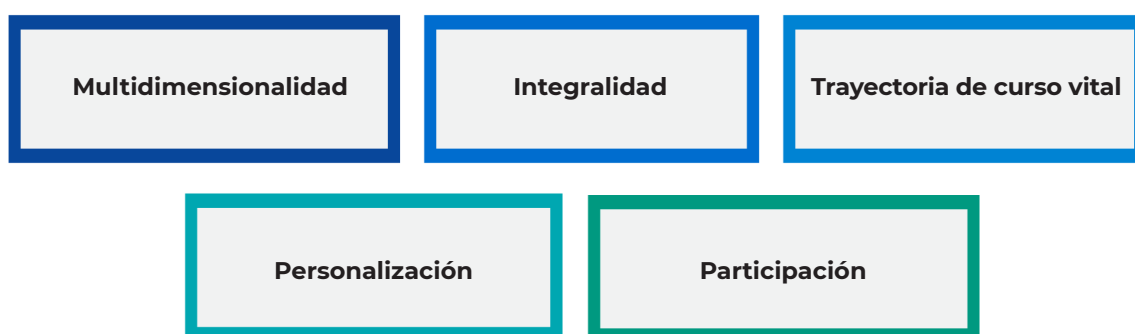 Multidimensionalidad
Integralidad
Trayectoria de curso vital
Personalización
Participación